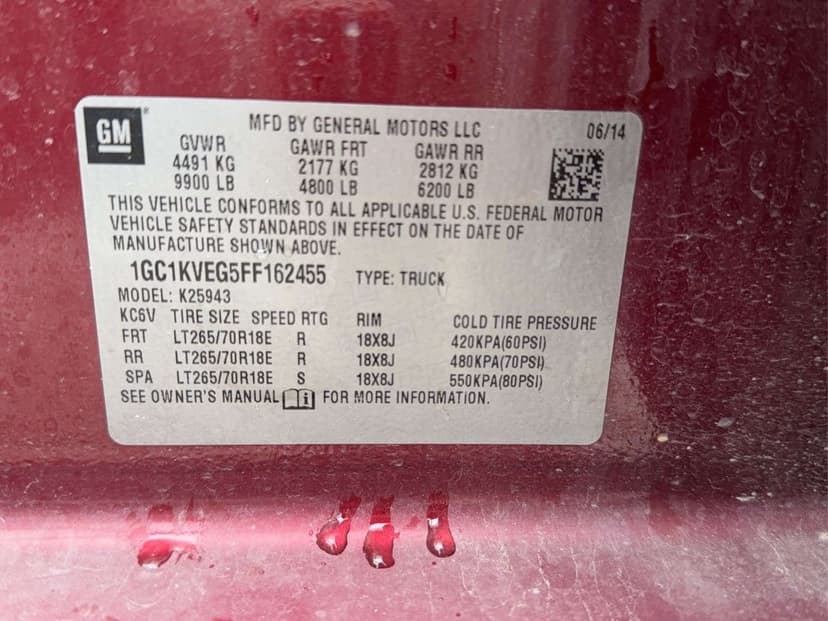 GM
MFD BY GENERAL MOTORS LLC 06/14
GVWR GAWR FRT GAWR RR
4491 KG 2177 KG 2812 KG
9900 LB 4800 LB 6200 LB
THIS VEHICLE CONFORMS TO ALL APPLICABLE U.S. FEDERAL MOTOR
VEHICLE SAFETY STANDARDS IN EFFECT ON THE DATE OF
MANUFACTURE SHOWN ABOVE.
1GC1KVEG5FF162455 TYPE: TRUCK
MODEL: K25943
KC6V TIRE SIZE SPEED RTG RIM COLD TIRE PRESSURE
FRT LT265/70R18E R 18X8J 420KPA(60PSI)
RR LT265/70R18E R 18X8J 480KPA(70PSI)
SPA LT265/70R18E S 18X8J 550KPA(80PSI)
SEE OWNER'S MANUAL i FOR MORE INFORMATION.